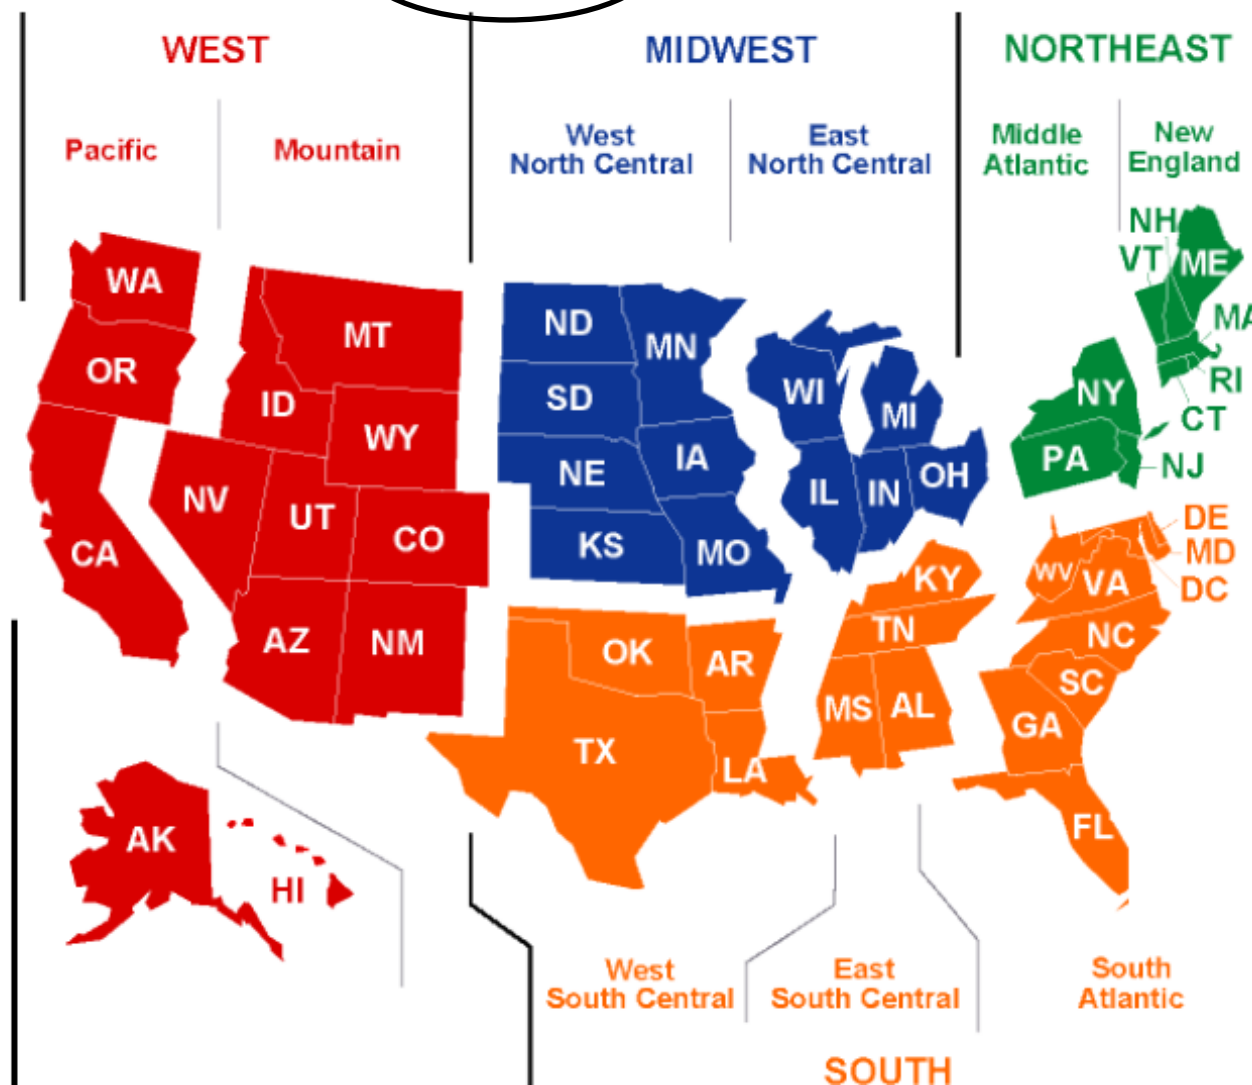 WEST
MIDWEST
NORTHEAST
Pacific
Mountain
West
North Central
East
North Central
Middle
Atlantic
New
England
NH
VT
ME
WA
MT
ND
MN
MA
OR
ID
SD
WI
MI
NY
RI
WY
CT
NV
UT
CO
NE
IA
IL
IN
OH
PA
NJ
CA
KS
MO
KY
WV
VA
DE
MD
DC
AZ
NM
OK
AR
TN
NC
TX
LA
MS
AL
SC
GA
FL
AK
HI
West
South Central
East
South Central
South
Atlantic
SOUTH